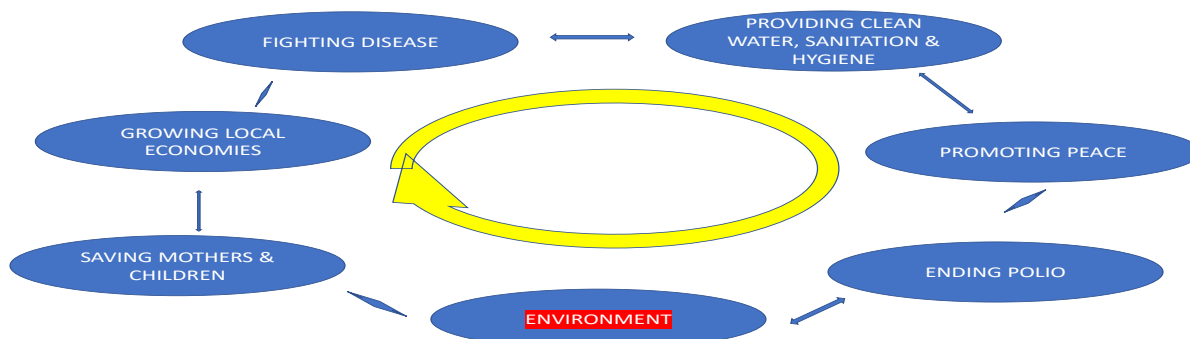 FIGHTING DISEASE
PROVIDING CLEAN
WATER, SANITATION &
HYGIENE
GROWING LOCAL
ECONOMIES
PROMOTING PEACE
SAVING MOTHERS &
CHILDREN
ENDING POLIO
ENVIRONMENT